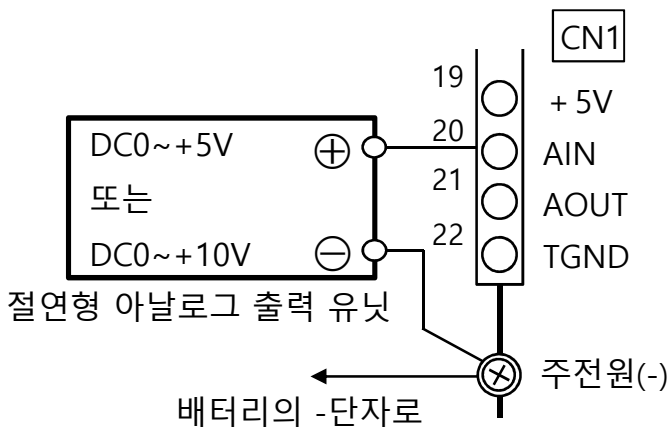 CN1
19
+5V
20
AIN
21
AOUT
22
TGND
DC0~+5V
또는
DC0~+10V
절연형 아날로그 출력 유닛
주전원(-)
배터리의 -단자로